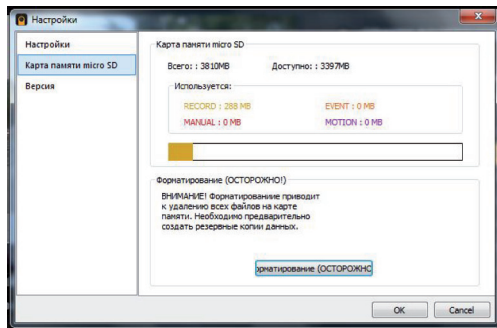 Настройки
Настройки
Карта памяти micro SD
Версия
Карта памяти micro SD
Всего: : 3810MB Доступно: : 3397MB
Используется:
RECORD : 288 MB EVENT : 0 MB
MANUAL : 0 MB MOTION : 0 MB
Форматирование (ОСТОРОЖНО!)
ВНИМАНИЕ! Форматирование приводит
к удалению всех файлов на карте
памяти. Необходимо предварительно
создать резервные копии данных.
орматирование (ОСТОРОЖНО
OK Cancel